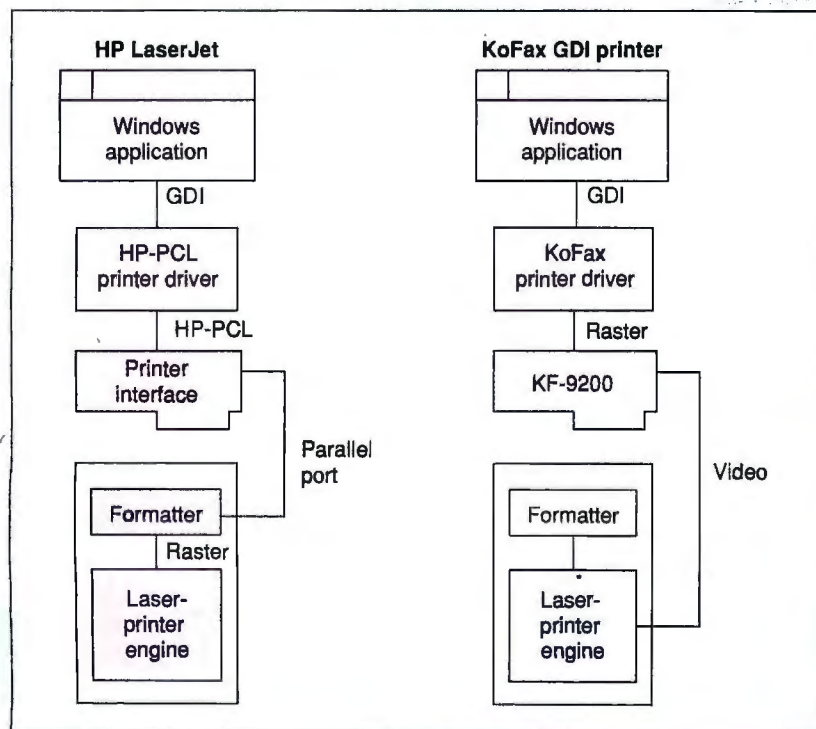 HP LaserJet
Windows
application
GDI
HP-PCL
printer driver
HP-PCL
Printer
interface
Parallel
port
Formatter
Raster
Laser-
printer
engine
KoFax GDI printer
Windows
application
GDI
KoFax
printer driver
Raster
KF-9200
Video
Formatter
Laser-
printer
engine